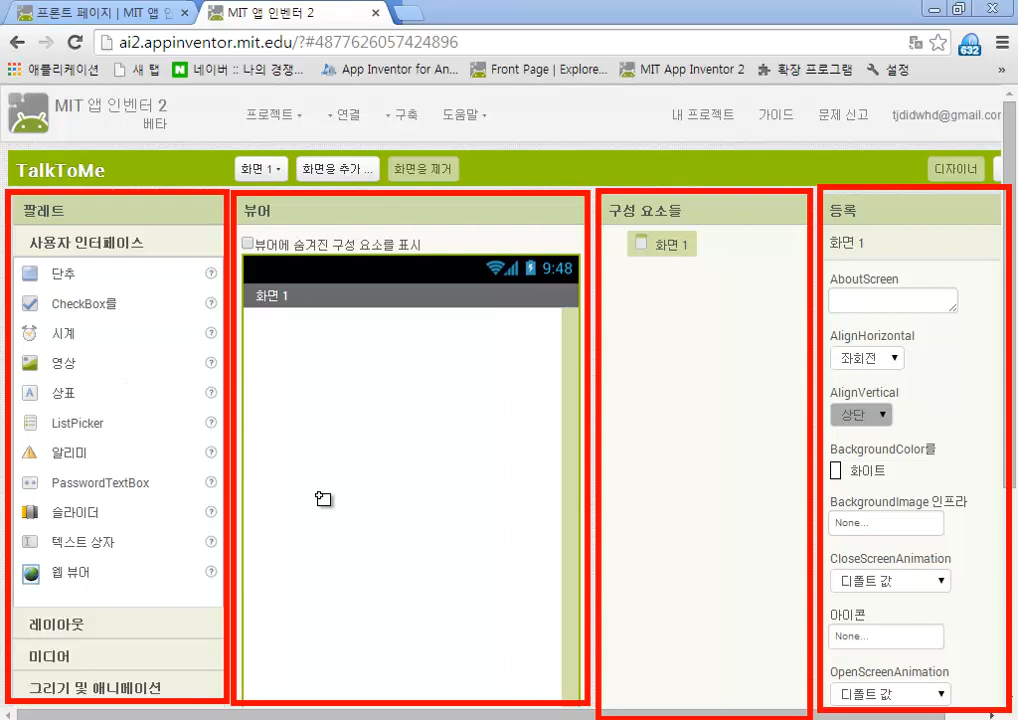 프론트 페이지 | MIT 앱 인
MIT 앱 인벤터 2
ai2.appinventor.mit.edu/?#4877626057424896
632
애플리케이션
새 탭
N
네이버 :: 나의 경쟁...
App Inventor for An...
Front Page | Explore...
MIT App Inventor 2
확장 프로그램
설정
»
MIT 앱 인벤터 2
베타
프로젝트
연결
구축
도움말
내 프로젝트
가이드
문제 신고
tjdidwhd@gmail.cor
TalkToMe
화면 1
화면을 추가 ...
화면을 제거
디자이너
팔레트
사용자 인터페이스
단추 ?
CheckBox를 ?
시계 ?
영상 ?
A 상표 ?
ListPicker ?
알리미 ?
PasswordTextBox ?
슬라이더 ?
텍스트 상자 ?
웹 뷰어 ?
레이아웃
미디어
그리기 및 애니메이션
뷰어
뷰어에 숨겨진 구성 요소를 표시
9:48
화면 1
구성 요소들
화면 1
등록
화면 1
AboutScreen
AlignHorizontal
좌회전
AlignVertical
상단
BackgroundColor를
화이트
BackgroundImage 인프라
None...
CloseScreenAnimation
디폴트 값
아이콘
None...
OpenScreenAnimation
디폴트 값